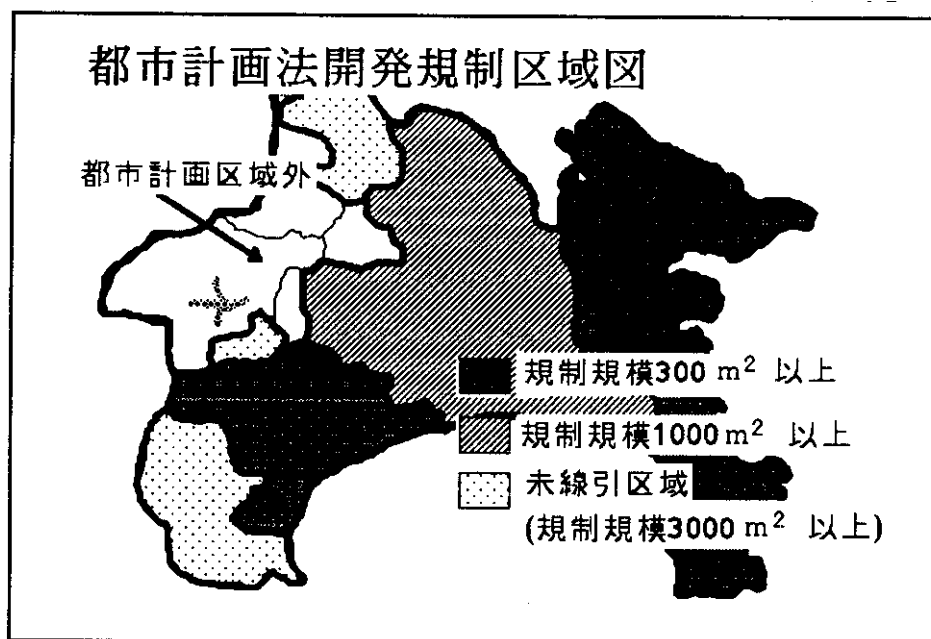 都市計画法開発規制区域図
都市計画区域外
規制規模300 m² 以上
規制規模1000 m² 以上
未線引区域
(規制規模3000 m² 以上)